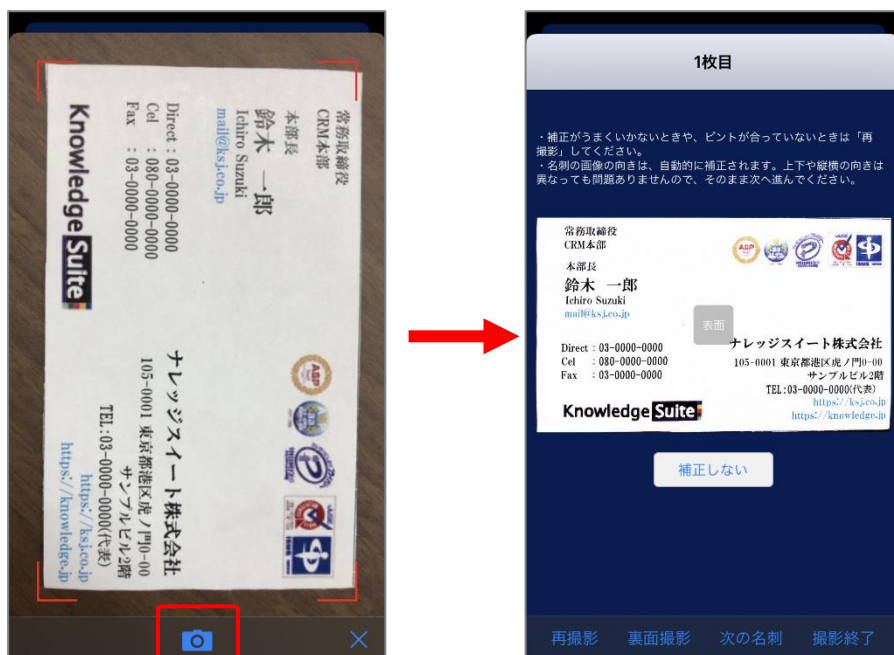 常務取締役
CRM本部
本部長
鈴木 一郎
Ichiro Suzuki
mail@ksj.co.jp
Direct : 03-0000-0000
Cel : 080-0000-0000
Fax : 03-0000-0000
Knowledge Suite
ASP
ナレッジスイート株式会社
105-0001 東京都港区虎ノ門0-00
サンプルビル2階
TEL:03-0000-0000(代表)
https://ksj.co.jp
https://knowledge.jp
1枚目
・補正がうまくいかないときや、ピントが合っていないときは「再
撮影」してください。
・名刺の画像の向きは、自動的に補正されます。上下や縦横の向きは
異なっても問題ありませんので、そのまま次へ進んでください。
常務取締役
CRM本部
本部長
鈴木 一郎
Ichiro Suzuki
mail@ksj.co.jp
Direct : 03-0000-0000
Cel : 080-0000-0000
Fax : 03-0000-0000
Knowledge Suite
ASP
表面
ナレッジスイート株式会社
105-0001 東京都港区虎ノ門0-00
サンプルビル2階
TEL:03-0000-0000(代表)
https://ksj.co.jp
https://knowledge.jp
補正しない
再撮影 裏面撮影 次の名刺 撮影終了